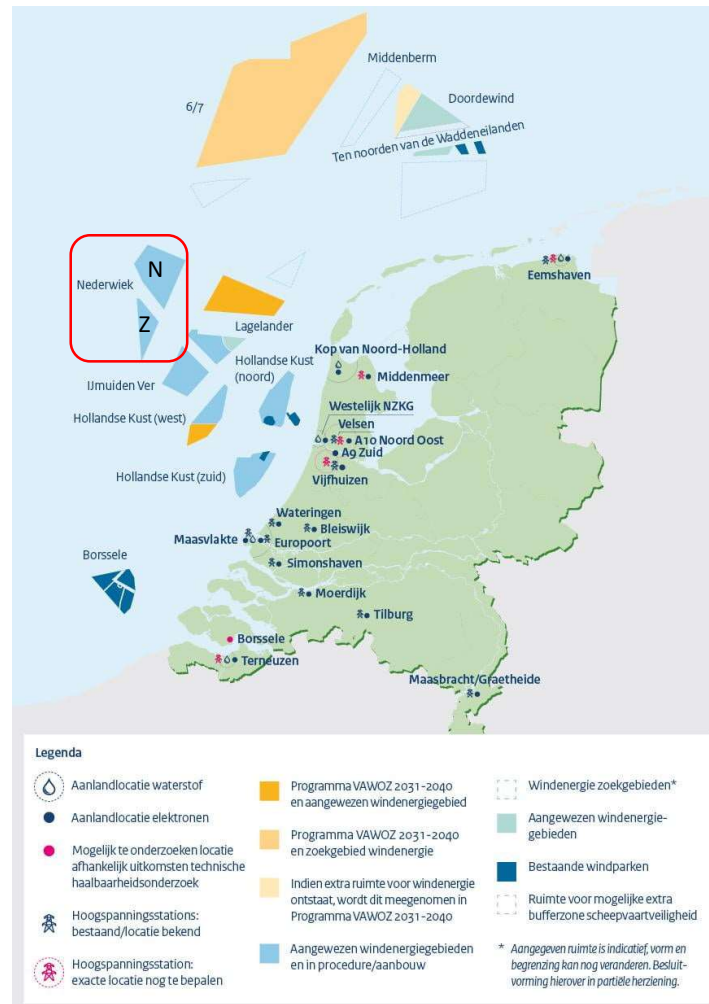 Middenberm
6/7
Doordewind
Ten noorden van de Waddeneilanden
N
Nederwiek
Z
Eemshaven
Lagelander
Kop van Noord-Holland
Hollandse Kust
(noord)
Middenmeer
IJmuiden Ver
Westelijk NZKG
Hollandse Kust (west)
Velsen
A10 Noord Oost
A9 Zuid
Hollandse Kust (zuid)
Vijfhuizen
Wateringen
Bleiswijk
Maasvlakte
Europoort
Borssele
Simonshaven
Moerdijk
Tilburg
Borssele
Terneuzen
Maasbracht/Graetheide
Legenda
Aanlandlocatie waterstof
Aanlandlocatie elektronen
Mogelijk te onderzoeken locatie
afhankelijk uitkomsten technische
haalbaarheidsonderzoek
Hoogspanningsstations:
bestaand/locatie bekend
Hoogspanningsstation:
exacte locatie nog te bepalen
Programma VAWOZ 2031-2040
en aangewezen windenergiegebied
Programma VAWOZ 2031-2040
en zoekgebied windenergie
Indien extra ruimte voor windenergie
ontstaat, wordt dit meegenomen in
Programma VAWOZ 2031-2040
Aangewezen windenergiegebieden
en in procedure/aanbouw
Windenergie zoekgebieden*
Aangewezen windenergie-
gebieden
Bestaande windparken
Ruimte voor mogelijke extra
bufferzone scheepvaartveiligheid
* Aangegeven ruimte is indicatief, vorm en
begrenzing kan nog veranderen. Besluit-
vorming hierover in partiële herziening.